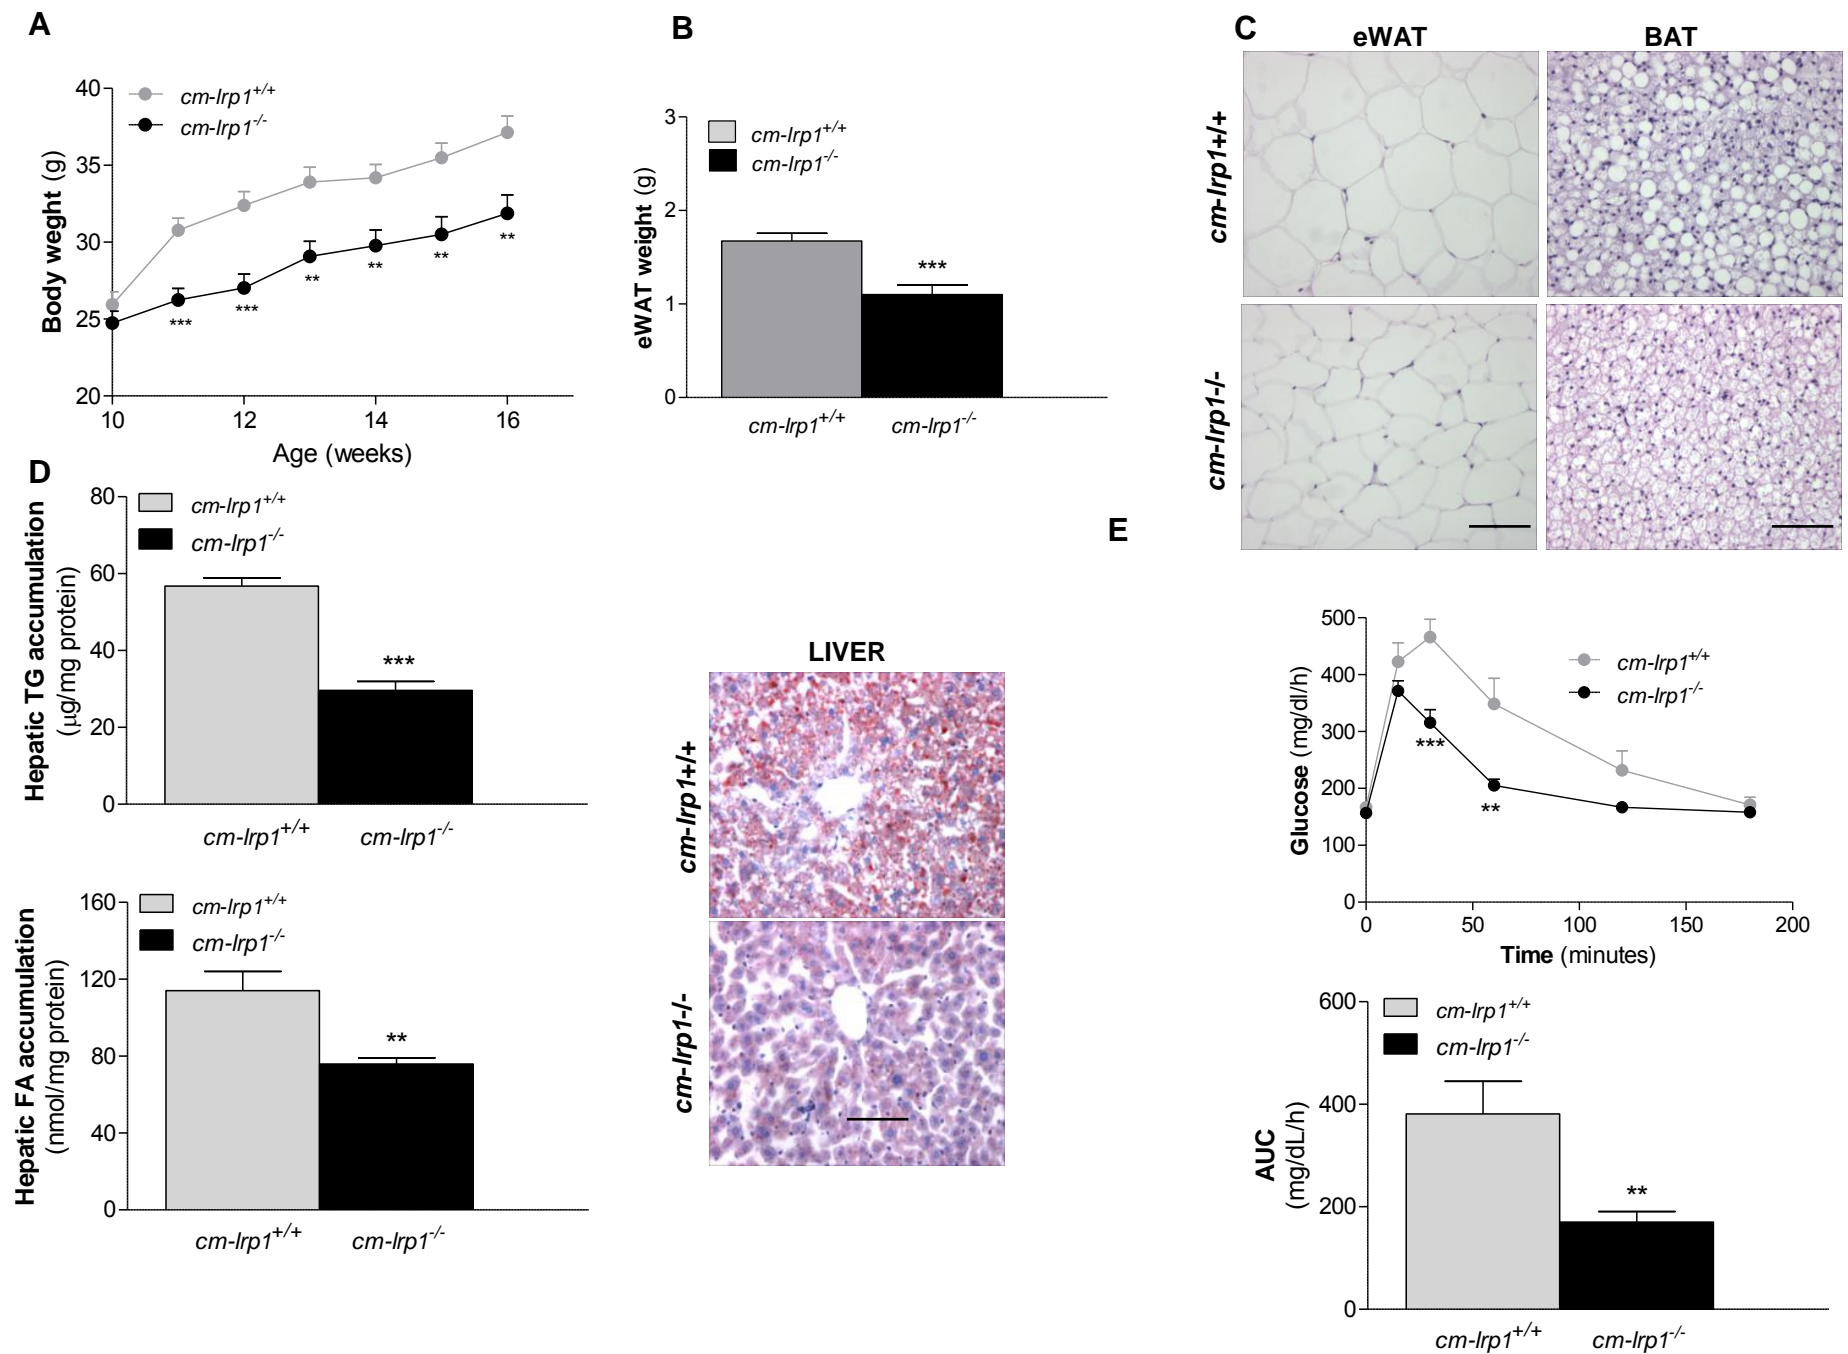 A
40
35
30
25
20
10
12
14
16
Body weght (g)
Age (weeks)
cm-lrp1+/+
cm-lrp1-/-
***
***
**
**
**
**
B
3
2
1
0
eWAT weight (g)
cm-lrp1+/+
cm-lrp1-/-
***
cm-lrp1+/+
cm-lrp1-/-
C
eWAT
BAT
cm-lrp1+/+
cm-lrp1-/-
D
80
60
40
20
0
Hepatic TG accumulation
(µg/mg protein)
cm-lrp1+/+
cm-lrp1-/-
***
cm-lrp1+/+
cm-lrp1-/-
160
120
80
40
0
Hepatic FA accumulation
(nmol/mg protein)
cm-lrp1+/+
cm-lrp1-/-
**
cm-lrp1+/+
cm-lrp1-/-
LIVER
cm-lrp1+/+
cm-lrp1-/-
E
500
400
300
200
100
0
Glucose (mg/dl/h)
cm-lrp1+/+
cm-lrp1-/-
***
**
0
50
100
150
200
Time (minutes)
600
400
200
0
AUC
(mg/dL/h)
cm-lrp1+/+
cm-lrp1-/-
**
cm-lrp1+/+
cm-lrp1-/-